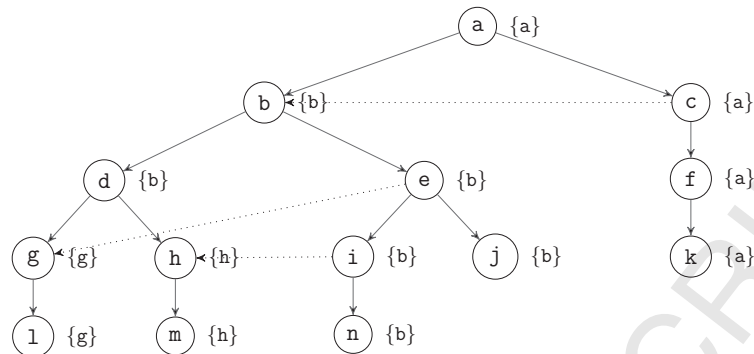 a {a}
b {b} c {a}
d {b} e {b} f {a}
g {g} h {h} i {b} j {b} k {a}
l {g} m {h} n {b}